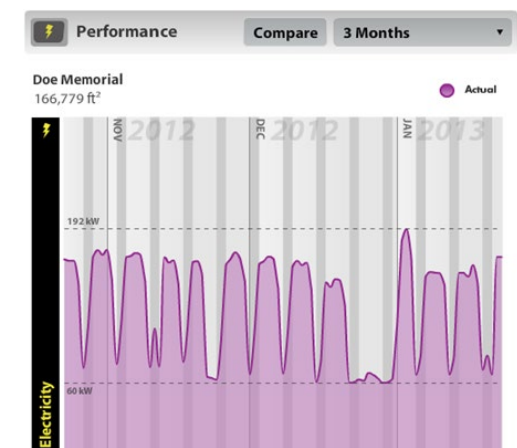 Performance
Compare
3 Months
Doe Memorial
166,779 ft²
Actual
NOV 2012
DEC 2012
JAN 2013
192 kW
60 kW
Electricity